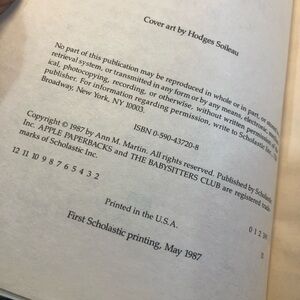 Cover art by Hodges Soileau
No part of this publication may be reproduced in whole or in part, or
retrieval system, or transmitted in any form or by any means, electronic,
ical, photocopying, recording, or otherwise, without written permission of the
publisher. For information regarding permission, write to Scholastic Inc.,
Broadway, New York, NY 10003.
ISBN 0-590-43720-8
Copyright © 1987 by Ann M. Martin. All rights reserved. Published by Scholastic
Inc. APPLE PAPERBACKS and THE BABYSITTERS CLUB are registered trade-
marks of Scholastic Inc.
12 11 10 9 8 7 6 5 4 3 2 0 1 2
Printed in the U.S.A.
First Scholastic printing, May 1987